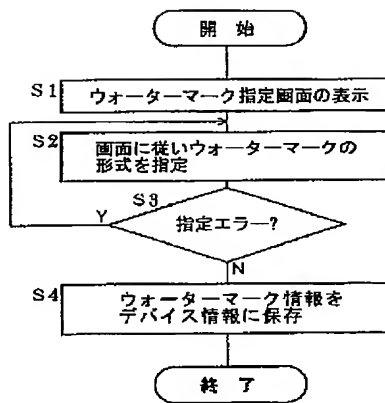 開始
S1
ウォーターマーク指定画面の表示
S2
画面に従いウォーターマークの
形式を指定
S3
指定エラー?
Y
N
S4
ウォーターマーク情報を
デバイス情報に保存
終了